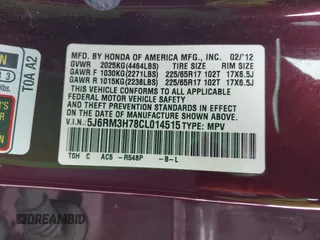 MFD. BY HONDA OF AMERICA MFG., INC. 02/'12
GVWR 2025KG(4464LBS) TIRE SIZE RIM SIZE
GAWR F 1030KG(2271LBS) 225/65R17 102T 17X6.5J
GAWR R 1015KG(2238LBS) 225/65R17 102T 17X6.5J
THIS VEHICLE CONFORMS TO ALL APPLICABLE
FEDERAL MOTOR VEHICLE SAFETY AND THEFT
PREVENTION STANDARDS IN EFFECT ON THE DATE
OF MANUFACTURE SHOWN ABOVE.
V.I.N.: 5J6RM3H78CL014515 TYPE: MPV
TOH C AC5 -R548P -B-L
TOA A2
DREAMBID